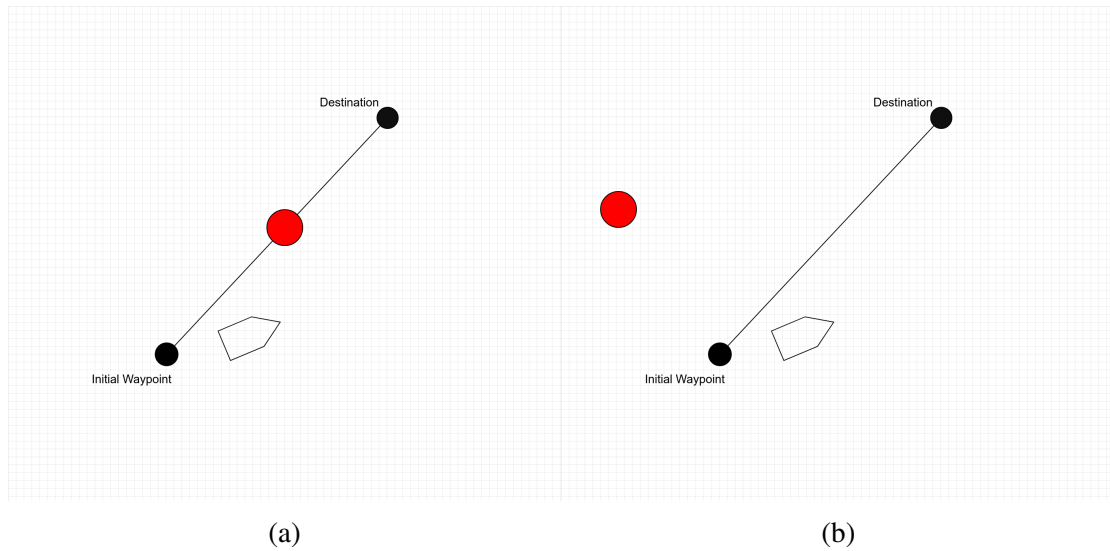 Destination
Initial Waypoint
(a)
Destination
Initial Waypoint
(b)